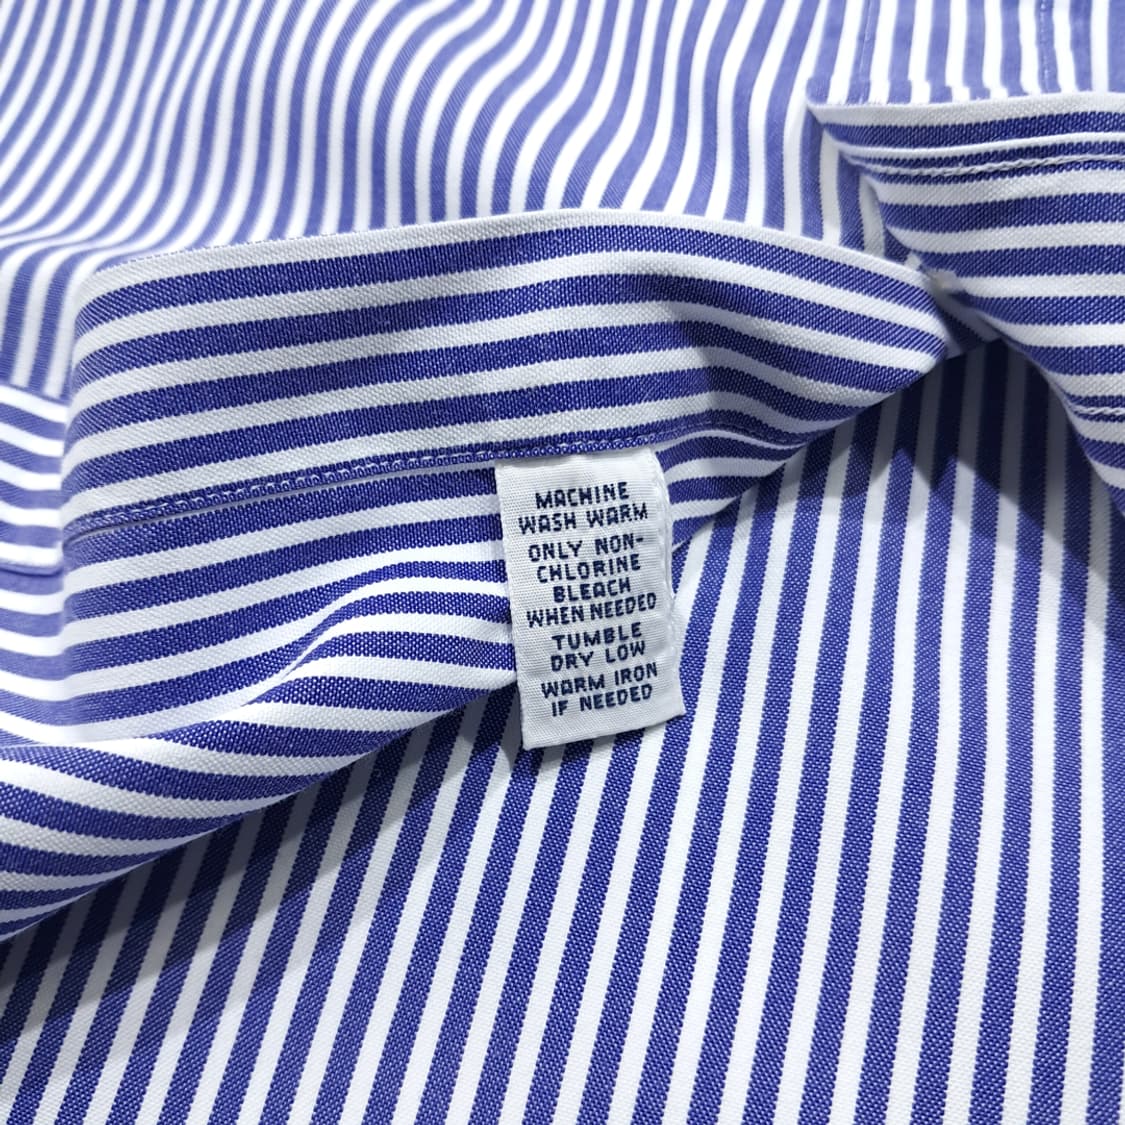 MACHINE
WASH WARM
ONLY NON-
CHLORINE
BLEACH
WHEN NEEDED
TUMBLE
DRY LOW
WARM IRON
IF NEEDED